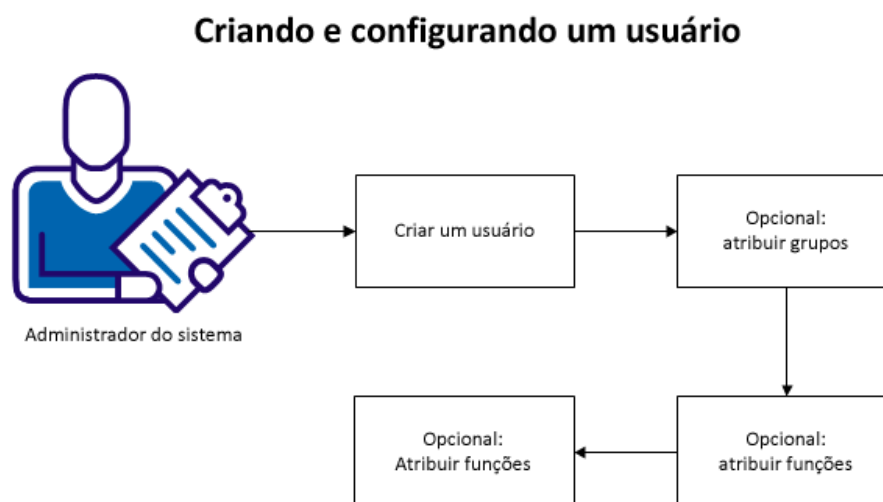 Criando e configurando um usuário
Administrador do sistema
Criar um usuário
Opcional:
atribuir grupos
Opcional:
atribuir funções
Opcional:
Atribuir funções